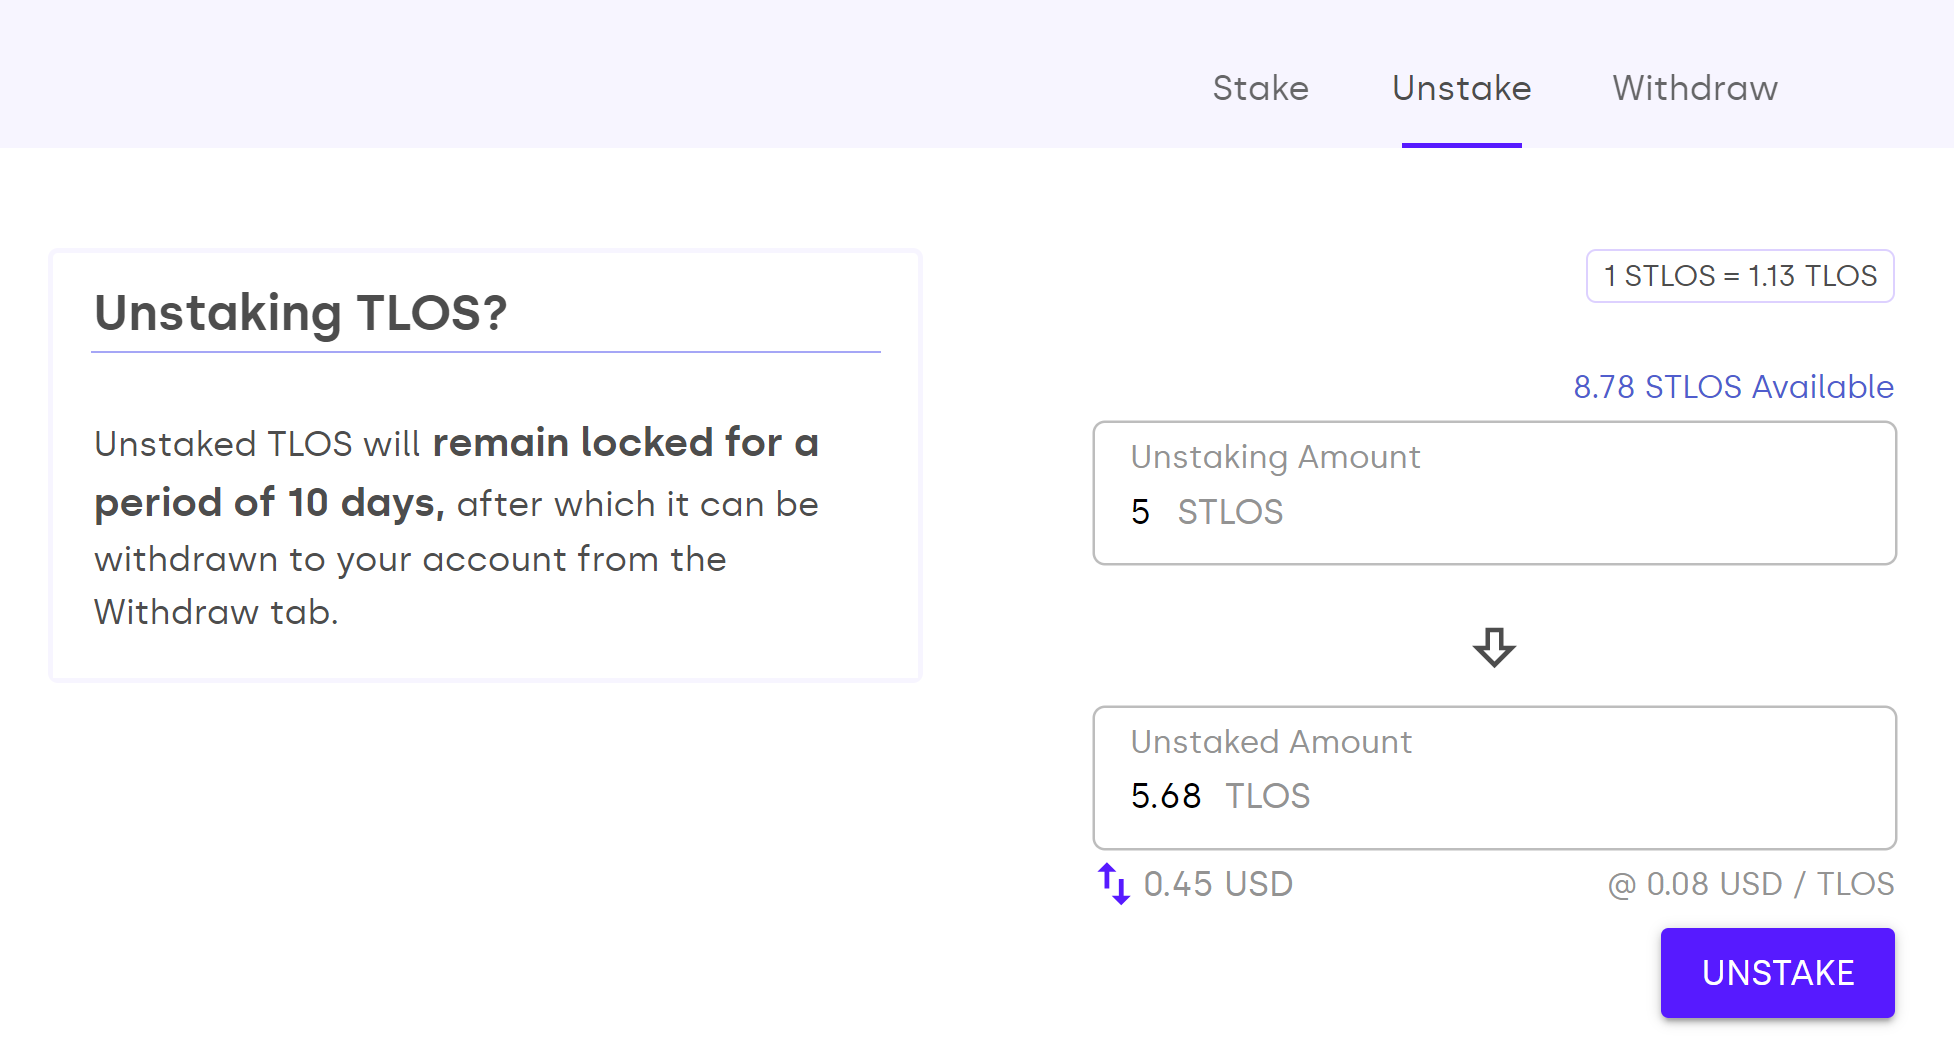 Stake Unstake Withdraw
Unstaking TLOS?
Unstaked TLOS will remain locked for a
period of 10 days, after which it can be
withdrawn to your account from the
Withdraw tab.
1 STLOS = 1.13 TLOS
8.78 STLOS Available
Unstaking Amount
5 STLOS
Unstaked Amount
5.68 TLOS
0.45 USD @ 0.08 USD / TLOS
UNSTAKE